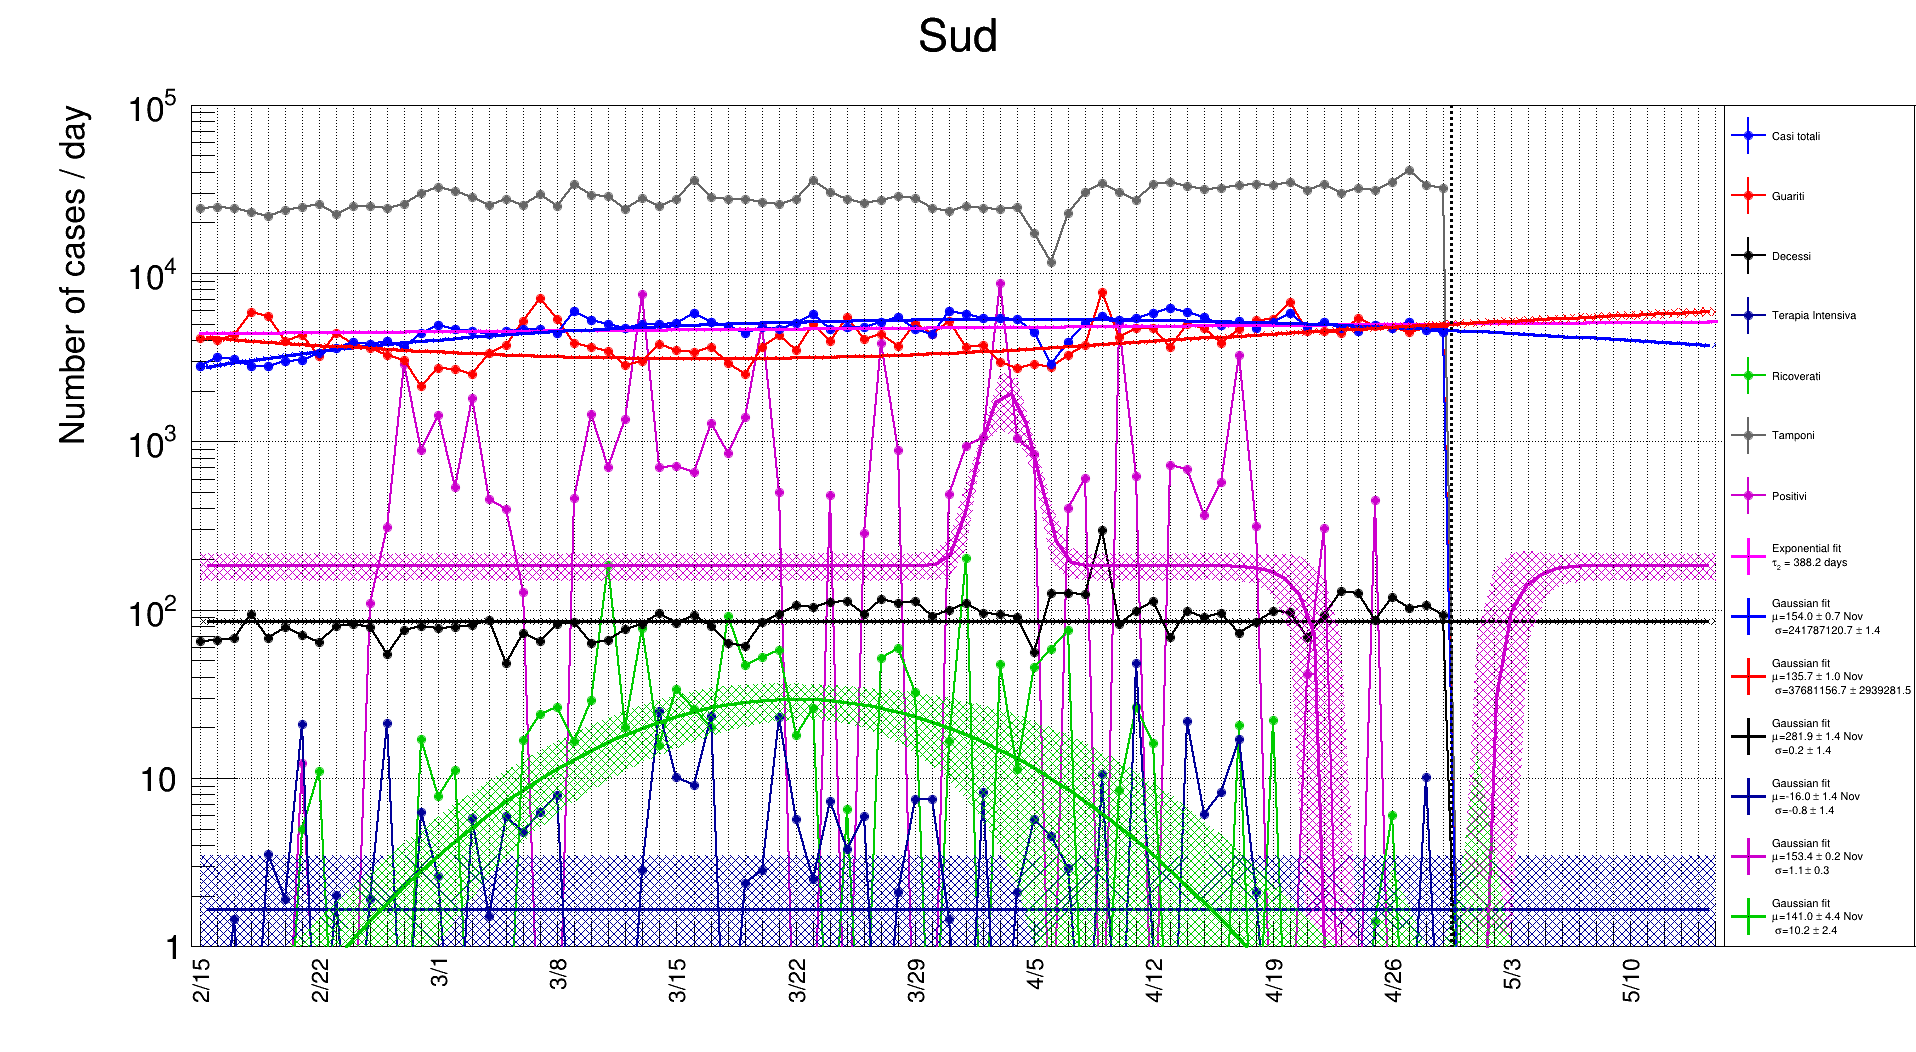 Sud
Number of cases / day
10^5
10^4
10^3
10^2
10
1
2/15
2/22
3/1
3/8
3/15
3/22
3/29
4/5
4/12
4/19
4/26
5/3
5/10
Casi totali
Guariti
Decessi
Terapia Intensiva
Ricoverati
Tamponi
Positivi
Exponential fit
τ₂ = 388.2 days
Gaussian fit
μ=154.0 ± 0.7 Nov
σ=241787120.7 ± 1.4
Gaussian fit
μ=135.7 ± 1.0 Nov
σ=37681156.7 ± 2939281.5
Gaussian fit
μ=281.9 ± 1.4 Nov
σ=0.2 ± 1.4
Gaussian fit
μ=-16.0 ± 1.4 Nov
σ=-0.8 ± 1.4
Gaussian fit
μ=153.4 ± 0.2 Nov
σ=1.1 ± 0.3
Gaussian fit
μ=141.0 ± 4.4 Nov
σ=10.2 ± 2.4